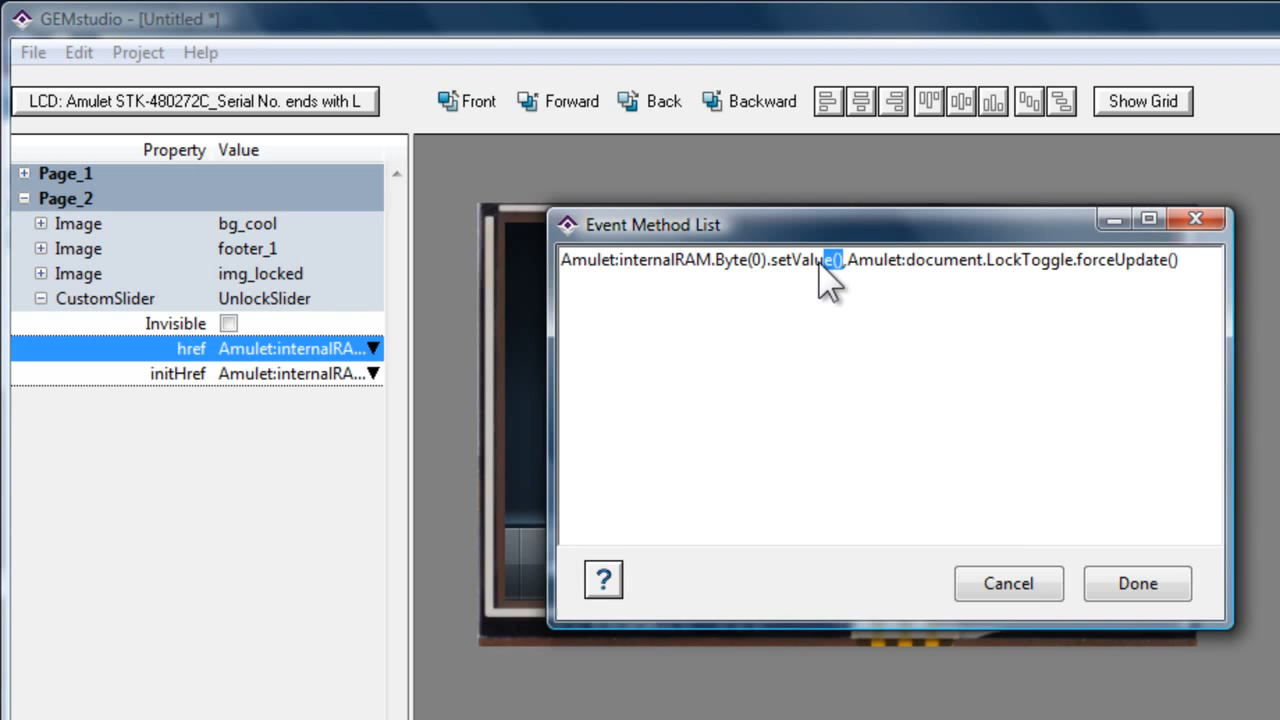 GEMstudio - [Untitled *]
File Edit Project Help
LCD: Amulet STK-480272C_Serial No. ends with L
Front Forward Back Backward Show Grid
Property Value
Page_1
Page_2
Image bg_cool
Image footer_1
Image img_locked
CustomSlider UnlockSlider
Invisible
href Amulet:internalRA...
initHref Amulet:internalRA...
Event Method List
Amulet:internalRAM.Byte(0).setValue(),Amulet:document.LockToggle.forceUpdate()
?
Cancel Done